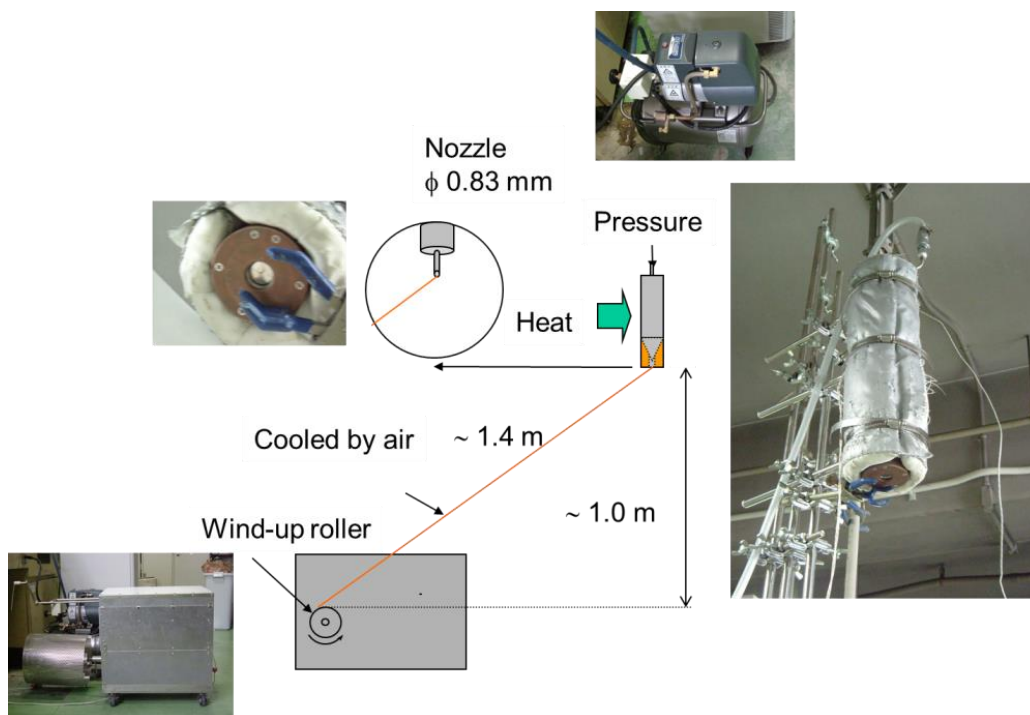 Nozzle
ϕ 0.83 mm
Pressure
Heat
Cooled by air
~ 1.4 m
~ 1.0 m
Wind-up roller